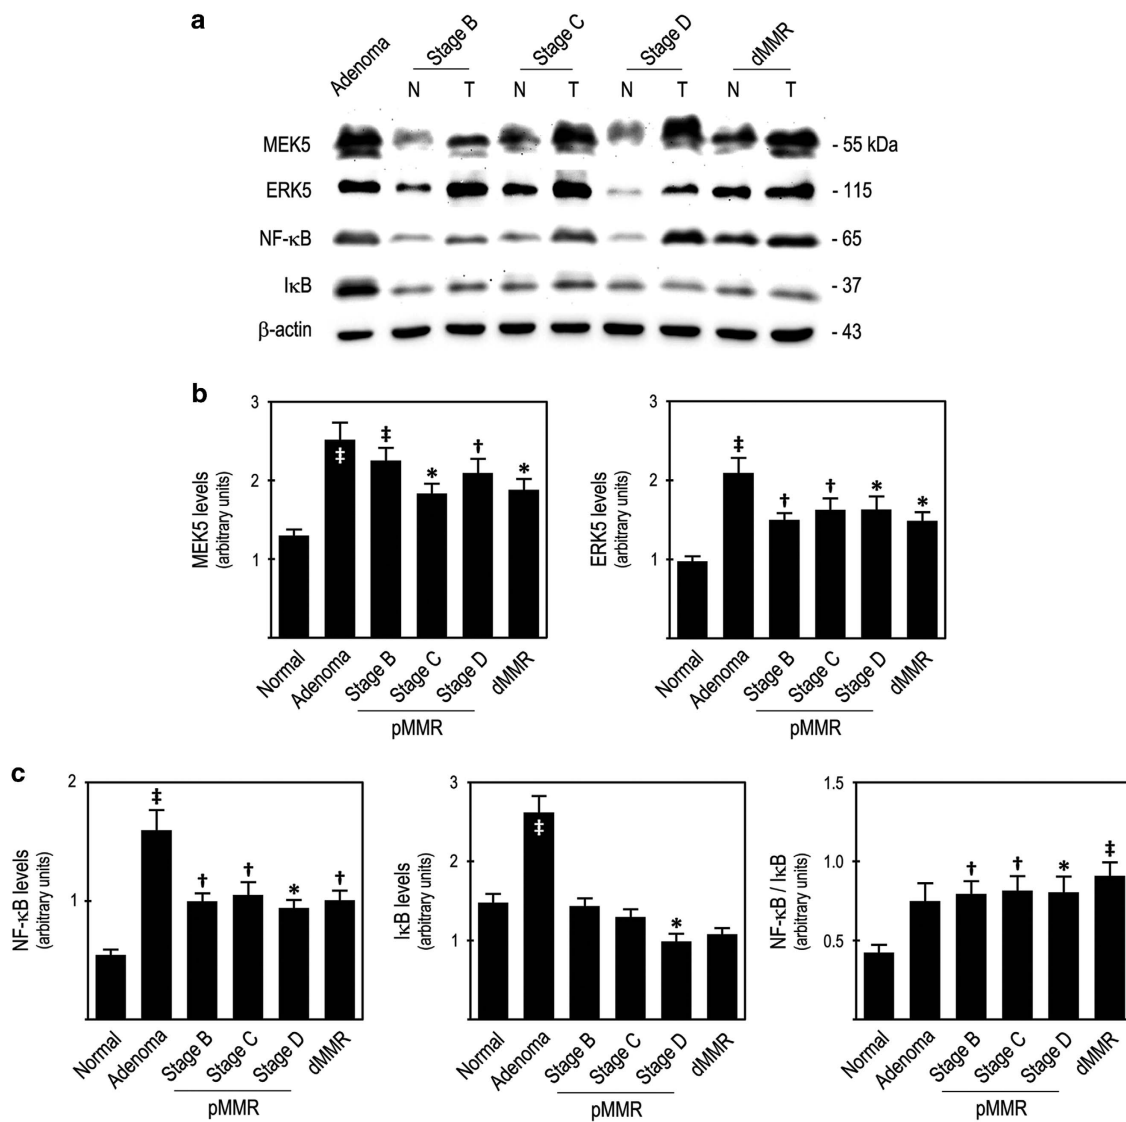 a
Adenoma Stage B Stage C Stage D dMMR
N T N T N T N T
MEK5 - 55 kDa
ERK5 - 115
NF-κB - 65
IκB - 37
β-actin - 43
b
MEK5 levels
(arbitrary units)
3
2
1
‡ ‡ * † *
Normal Adenoma Stage B Stage C Stage D dMMR
pMMR
ERK5 levels
(arbitrary units)
3
2
1
‡ † † * *
Normal Adenoma Stage B Stage C Stage D dMMR
pMMR
c
NF-κB levels
(arbitrary units)
2
1
‡ † † * †
Normal Adenoma Stage B Stage C Stage D dMMR
pMMR
IκB levels
(arbitrary units)
3
2
1
‡ *
Normal Adenoma Stage B Stage C Stage D dMMR
pMMR
NF-κB / IκB
(arbitrary units)
1.5
1.0
0.5
† † * ‡
Normal Adenoma Stage B Stage C Stage D dMMR
pMMR